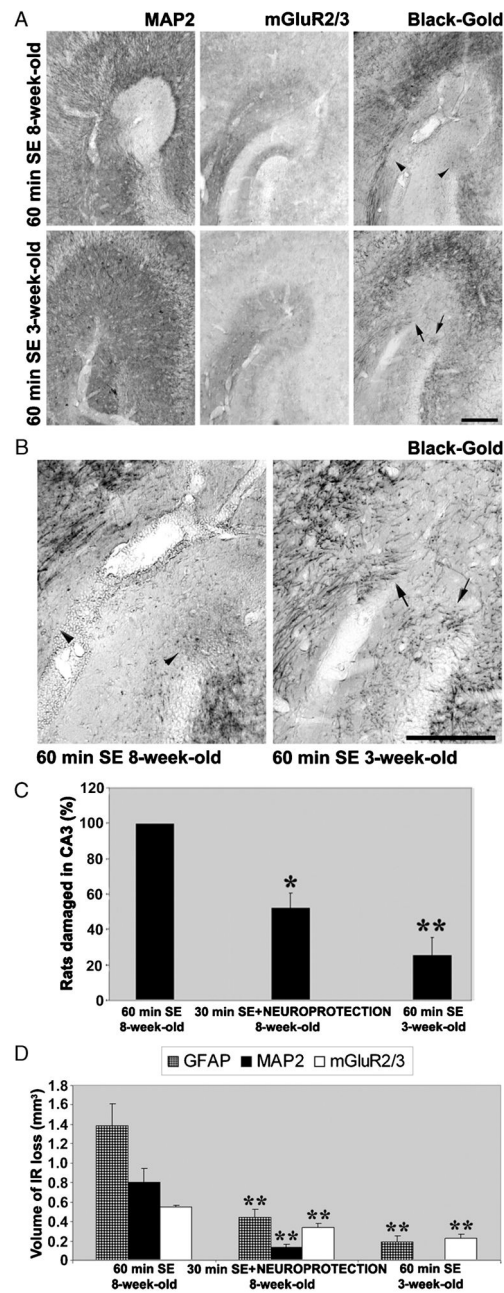 A
MAP2 mGluR2/3 Black-Gold
60 min SE 8-week-old
60 min SE 3-week-old
B
Black-Gold
60 min SE 8-week-old 60 min SE 3-week-old
C
Rats damaged in CA3 (%)
120
100
80
60
40
20
0
*
**
60 min SE 30 min SE+NEUROPROTECTION 60 min SE
8-week-old 8-week-old 3-week-old
D
GFAP MAP2 mGluR2/3
Volume of IR loss (mm³)
1.8
1.6
1.4
1.2
1.0
0.8
0.6
0.4
0.2
0
** ** ** ** **
60 min SE 30 min SE+NEUROPROTECTION 60 min SE
8-week-old 8-week-old 3-week-old